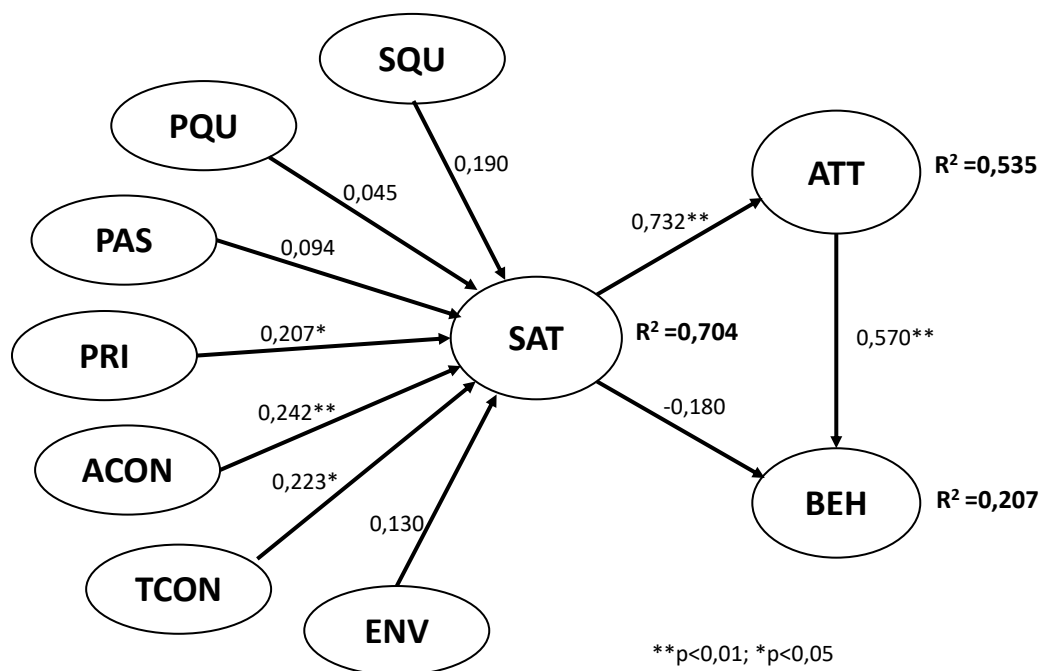 SQU
PQU
0,190
ATT
R² =0,535
0,045
PAS
0,094
0,732**
PRI
0,207*
SAT
R² =0,704
0,570**
0,242**
-0,180
ACON
0,223*
BEH
R² =0,207
0,130
TCON
ENV
**p<0,01; *p<0,05